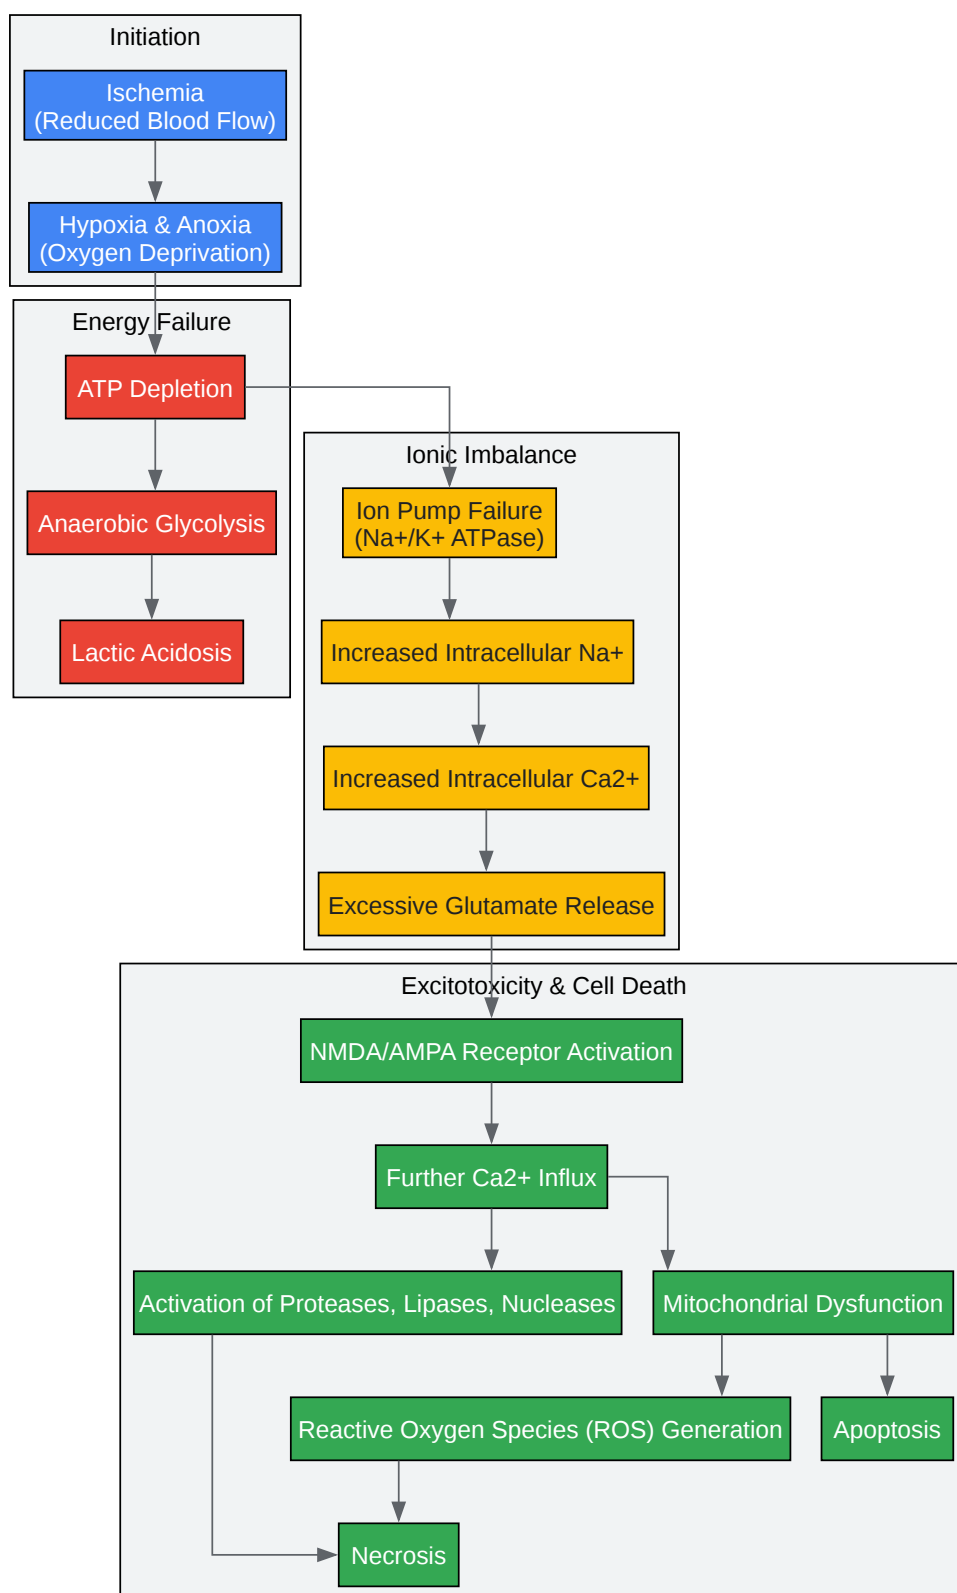 Initiation
Ischemia
(Reduced Blood Flow)
Hypoxia & Anoxia
(Oxygen Deprivation)
Energy Failure
ATP Depletion
Anaerobic Glycolysis
Lactic Acidosis
Ionic Imbalance
Ion Pump Failure
(Na+/K+ ATPase)
Increased Intracellular Na+
Increased Intracellular Ca2+
Excessive Glutamate Release
Excitotoxicity & Cell Death
NMDA/AMPA Receptor Activation
Further Ca2+ Influx
Activation of Proteases, Lipases, Nucleases
Mitochondrial Dysfunction
Reactive Oxygen Species (ROS) Generation
Apoptosis
Necrosis